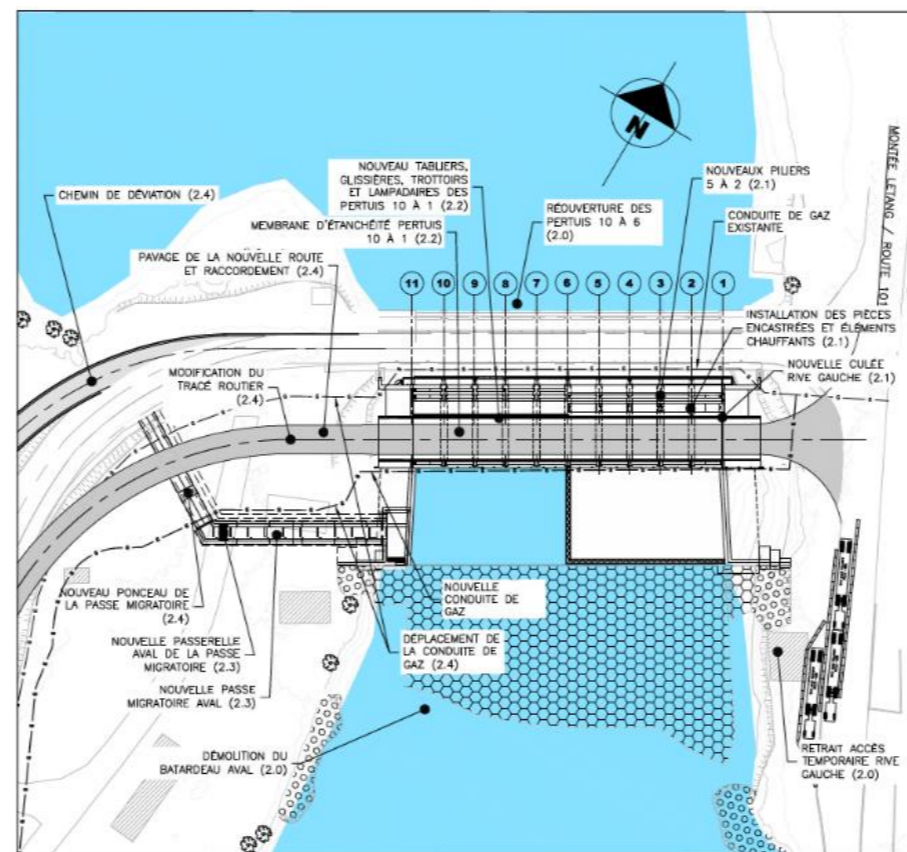 NOUVEAU TABLIERS,
GLISSIÈRES, TROTTOIRS
ET LAMPADAIRES DES
PERTUIS 10 À 1 (2.2)
NOUVEAUX PILIERS
5 À 2 (2.1)
MONTÉE LETANG / ROUTE 101
N
CHEMIN DE DÉVIATION (2.4)
MEMBRANE D'ÉTANCHÉITÉ PERTUIS
10 À 1 (2.2)
RÉOUVERTURE DES
PERTUIS 10 À 6
(2.0)
CONDUITE DE GAZ
EXISTANTE
PAVAGE DE LA NOUVELLE ROUTE
ET RACCORDEMENT (2.4)
11 10 9 8 7 6 5 4 3 2 1
INSTALLATION DES PIÈCES
ENCASTRÉES ET ÉLÉMENTS
CHAUFFANTS (2.1)
MODIFICATION DU
TRACÉ ROUTIER
(2.4)
NOUVELLE CULÉE
RIVE GAUCHE (2.1)
NOUVEAU PONCEAU DE
LA PASSE MIGRATOIRE
(2.4)
NOUVELLE
CONDUITE DE
GAZ
NOUVELLE PASSERELLE
AVAL DE LA PASSE
MIGRATOIRE (2.3)
DÉPLACEMENT DE
LA CONDUITE DE
GAZ (2.4)
NOUVELLE PASSE
MIGRATOIRE AVAL (2.3)
DÉMOLITION DU
BATARDEAU AVAL (2.0)
RETRAIT ACCÈS
TEMPORAIRE RIVE
GAUCHE (2.0)